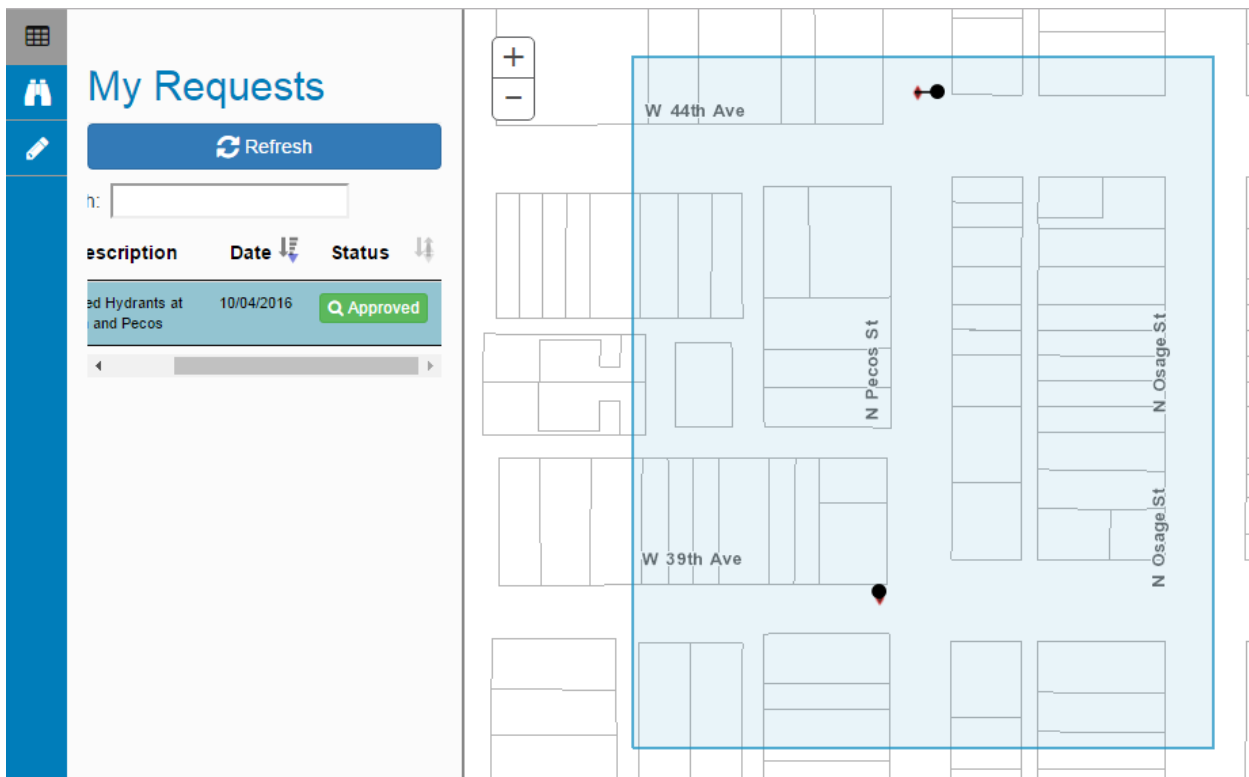 My Requests
Refresh
h:
escription Date Status
ed Hydrants at 10/04/2016 Approved
and Pecos
+
−
W 44th Ave
N Pecos St
N Osage St
N Osage St
W 39th Ave